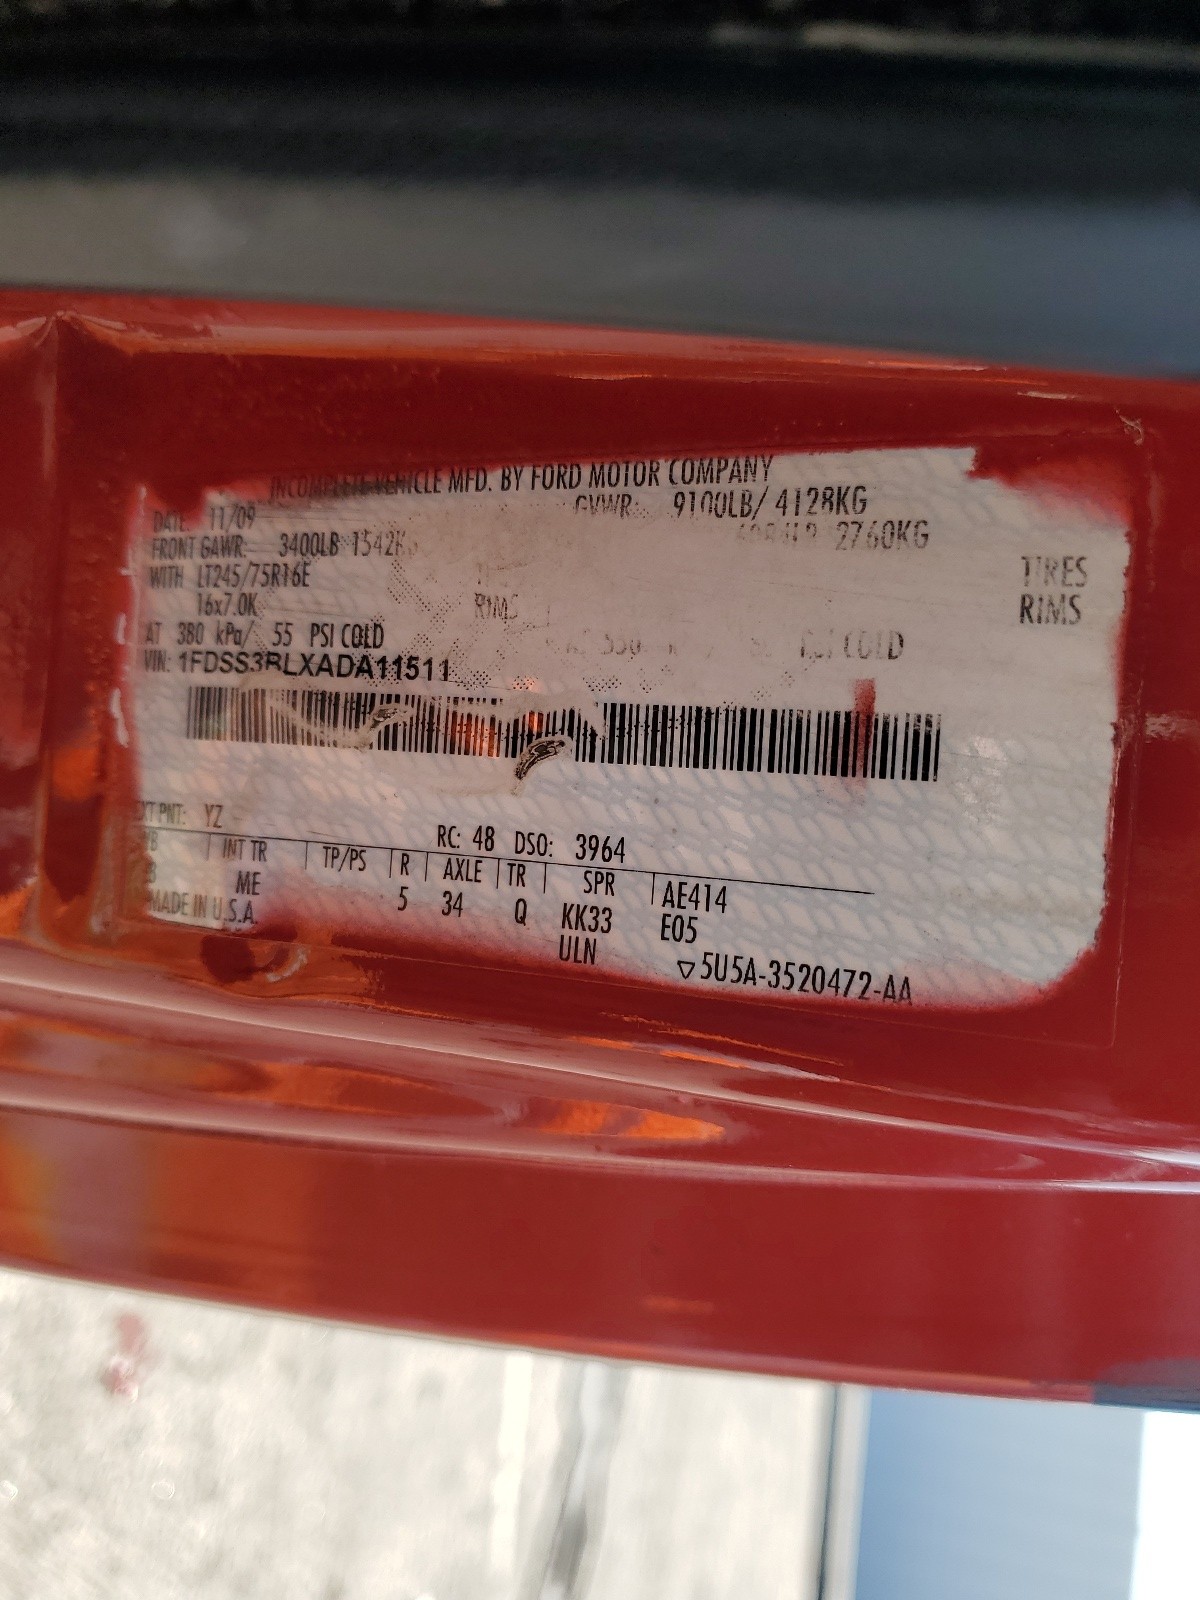 INCOMPLETE VEHICLE MFD. BY FORD MOTOR COMPANY
DATE: 11/09 GVWR: 9100LB/ 4128KG
FRONT GAWR: 3400LB 1542KG 2760KG
WITH LT245/75R16E TIRES
16x7.0K RIMS RIMS
AT 380 kPa/ 55 PSI COLD PSI COLD
VIN: 1FDSS3BLXADA11511
EXT PNT: YZ RC: 48 DSO: 3964
WB INT TR TP/PS R AXLE TR SPR AE414
ME 5 34 Q KK33 E05
MADE IN U.S.A. ULN ▽5U5A-3520472-AA